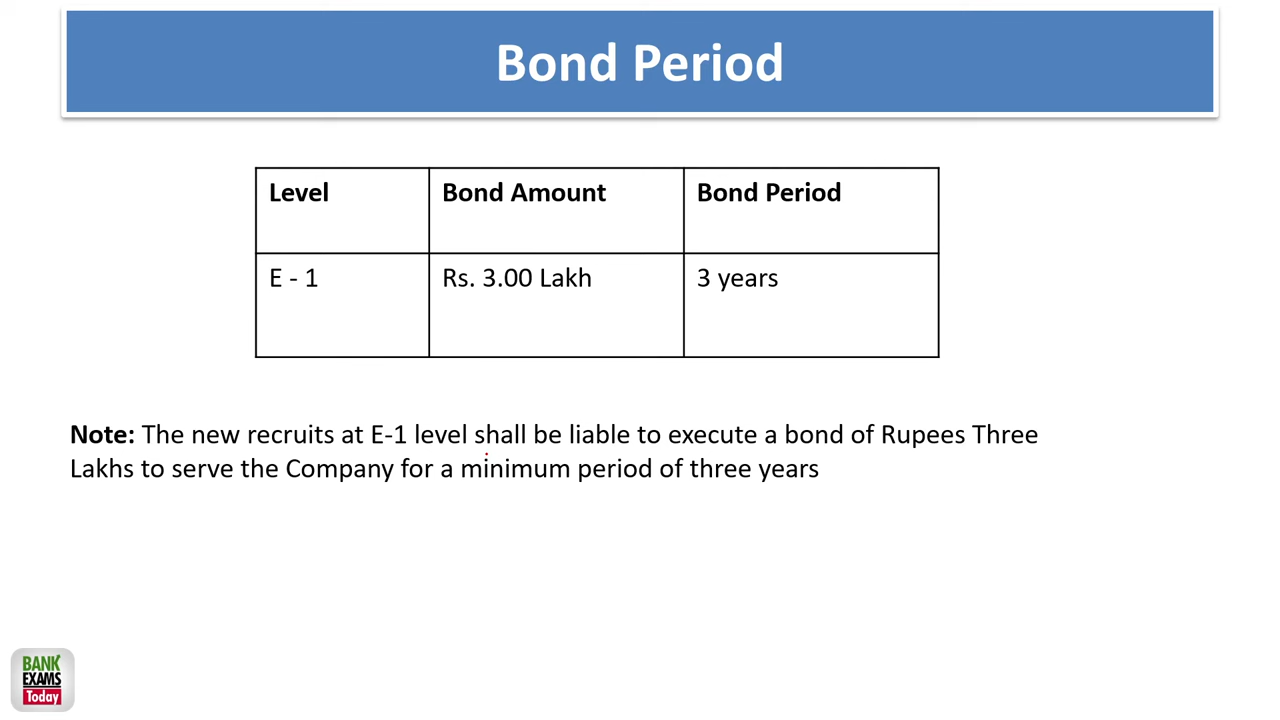 Bond Period
Level Bond Amount Bond Period
E - 1 Rs. 3.00 Lakh 3 years
Note: The new recruits at E-1 level shall be liable to execute a bond of Rupees Three
Lakhs to serve the Company for a minimum period of three years
BANK
EXAMS
Today